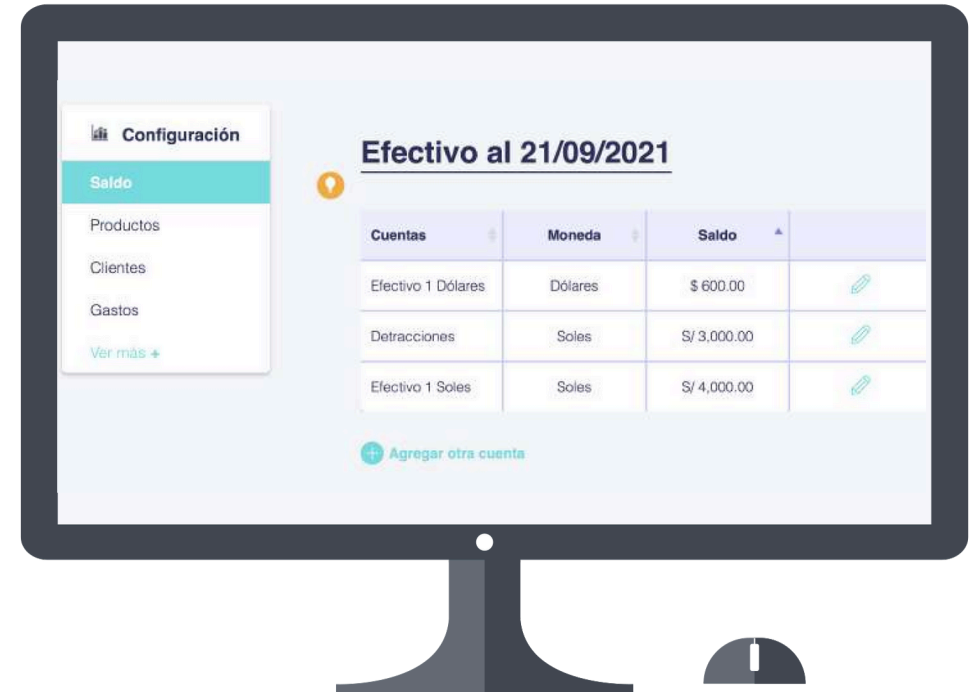 Configuración
Saldo
Productos
Clientes
Gastos
Ver más +
Efectivo al 21/09/2021
Cuentas Moneda Saldo
Efectivo 1 Dólares Dólares $ 600.00
Detracciones Soles S/ 3,000.00
Efectivo 1 Soles Soles S/ 4,000.00
Agregar otra cuenta